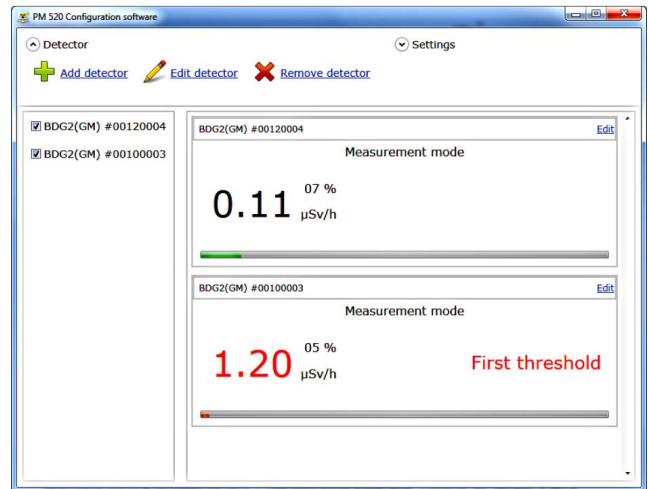 PM 520 Configuration software
Detector
Settings
Add detector Edit detector Remove detector
BDG2(GM) #00120004
BDG2(GM) #00100003
BDG2(GM) #00120004 Edit
Measurement mode
0.11 07 %
µSv/h
BDG2(GM) #00100003 Edit
Measurement mode
1.20 05 %
µSv/h
First threshold